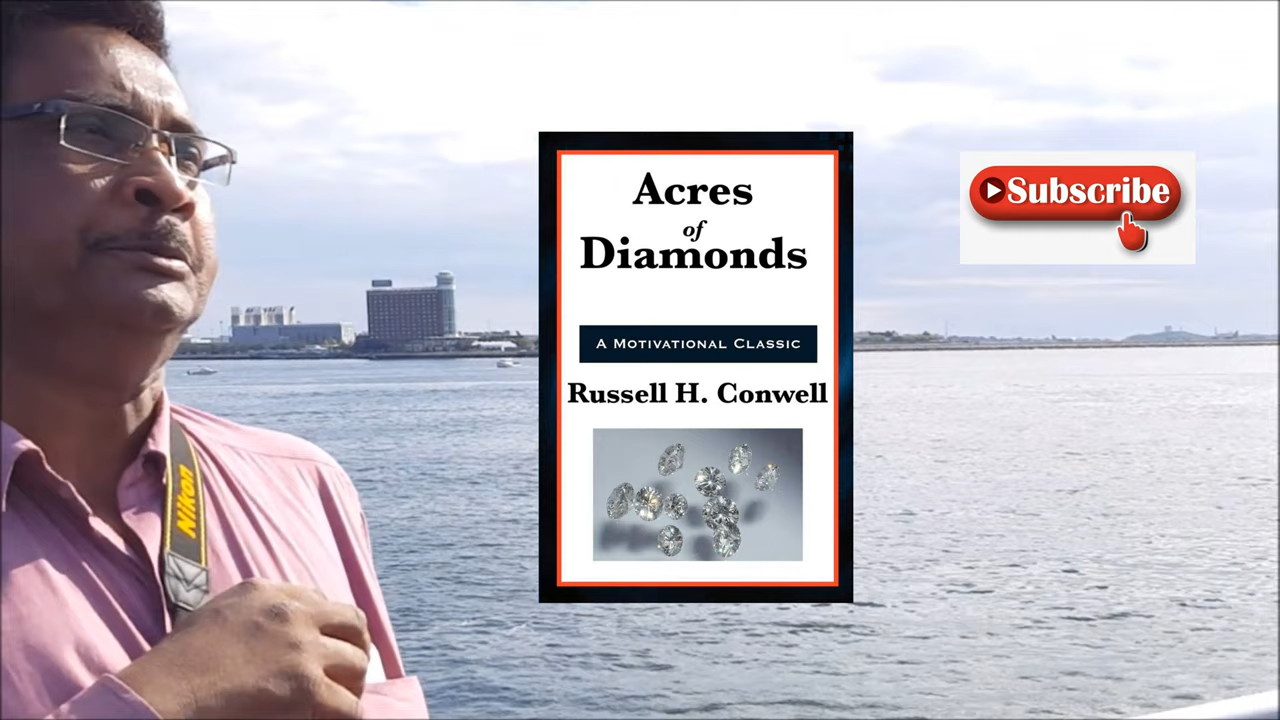 Acres
of
Diamonds
A Motivational Classic
Russell H. Conwell
Subscribe
Nikon